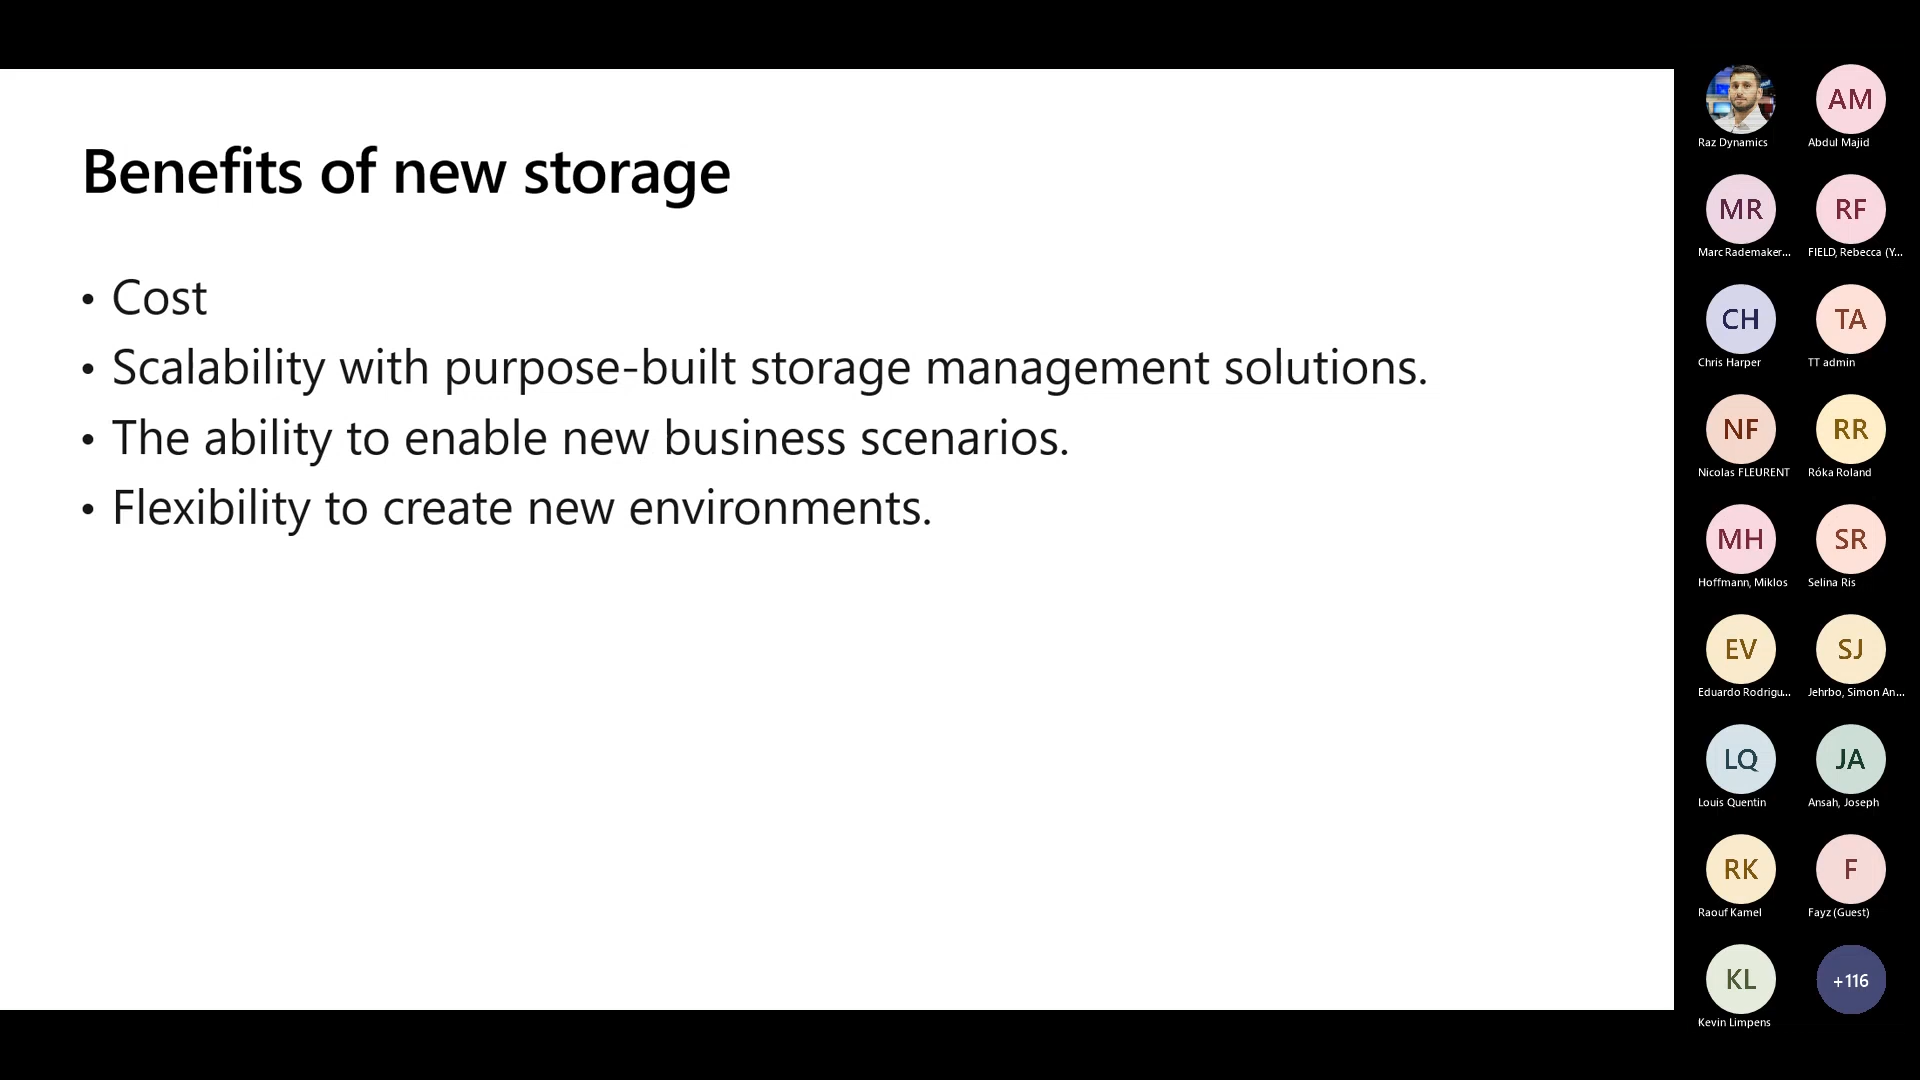 Benefits of new storage
• Cost
• Scalability with purpose-built storage management solutions.
• The ability to enable new business scenarios.
• Flexibility to create new environments.
Raz Dynamics
AM
Abdul Majid
MR
Marc Rademaker...
RF
FIELD, Rebecca (Y...
CH
Chris Harper
TA
TT admin
NF
Nicolas FLEURENT
RR
Róka Roland
MH
Hoffmann, Miklos
SR
Selina Ris
EV
Eduardo Rodrigu...
SJ
Jehrbo, Simon An...
LQ
Louis Quentin
JA
Ansah, Joseph
RK
Raouf Kamel
F
Fayz (Guest)
KL
Kevin Limpens
+116